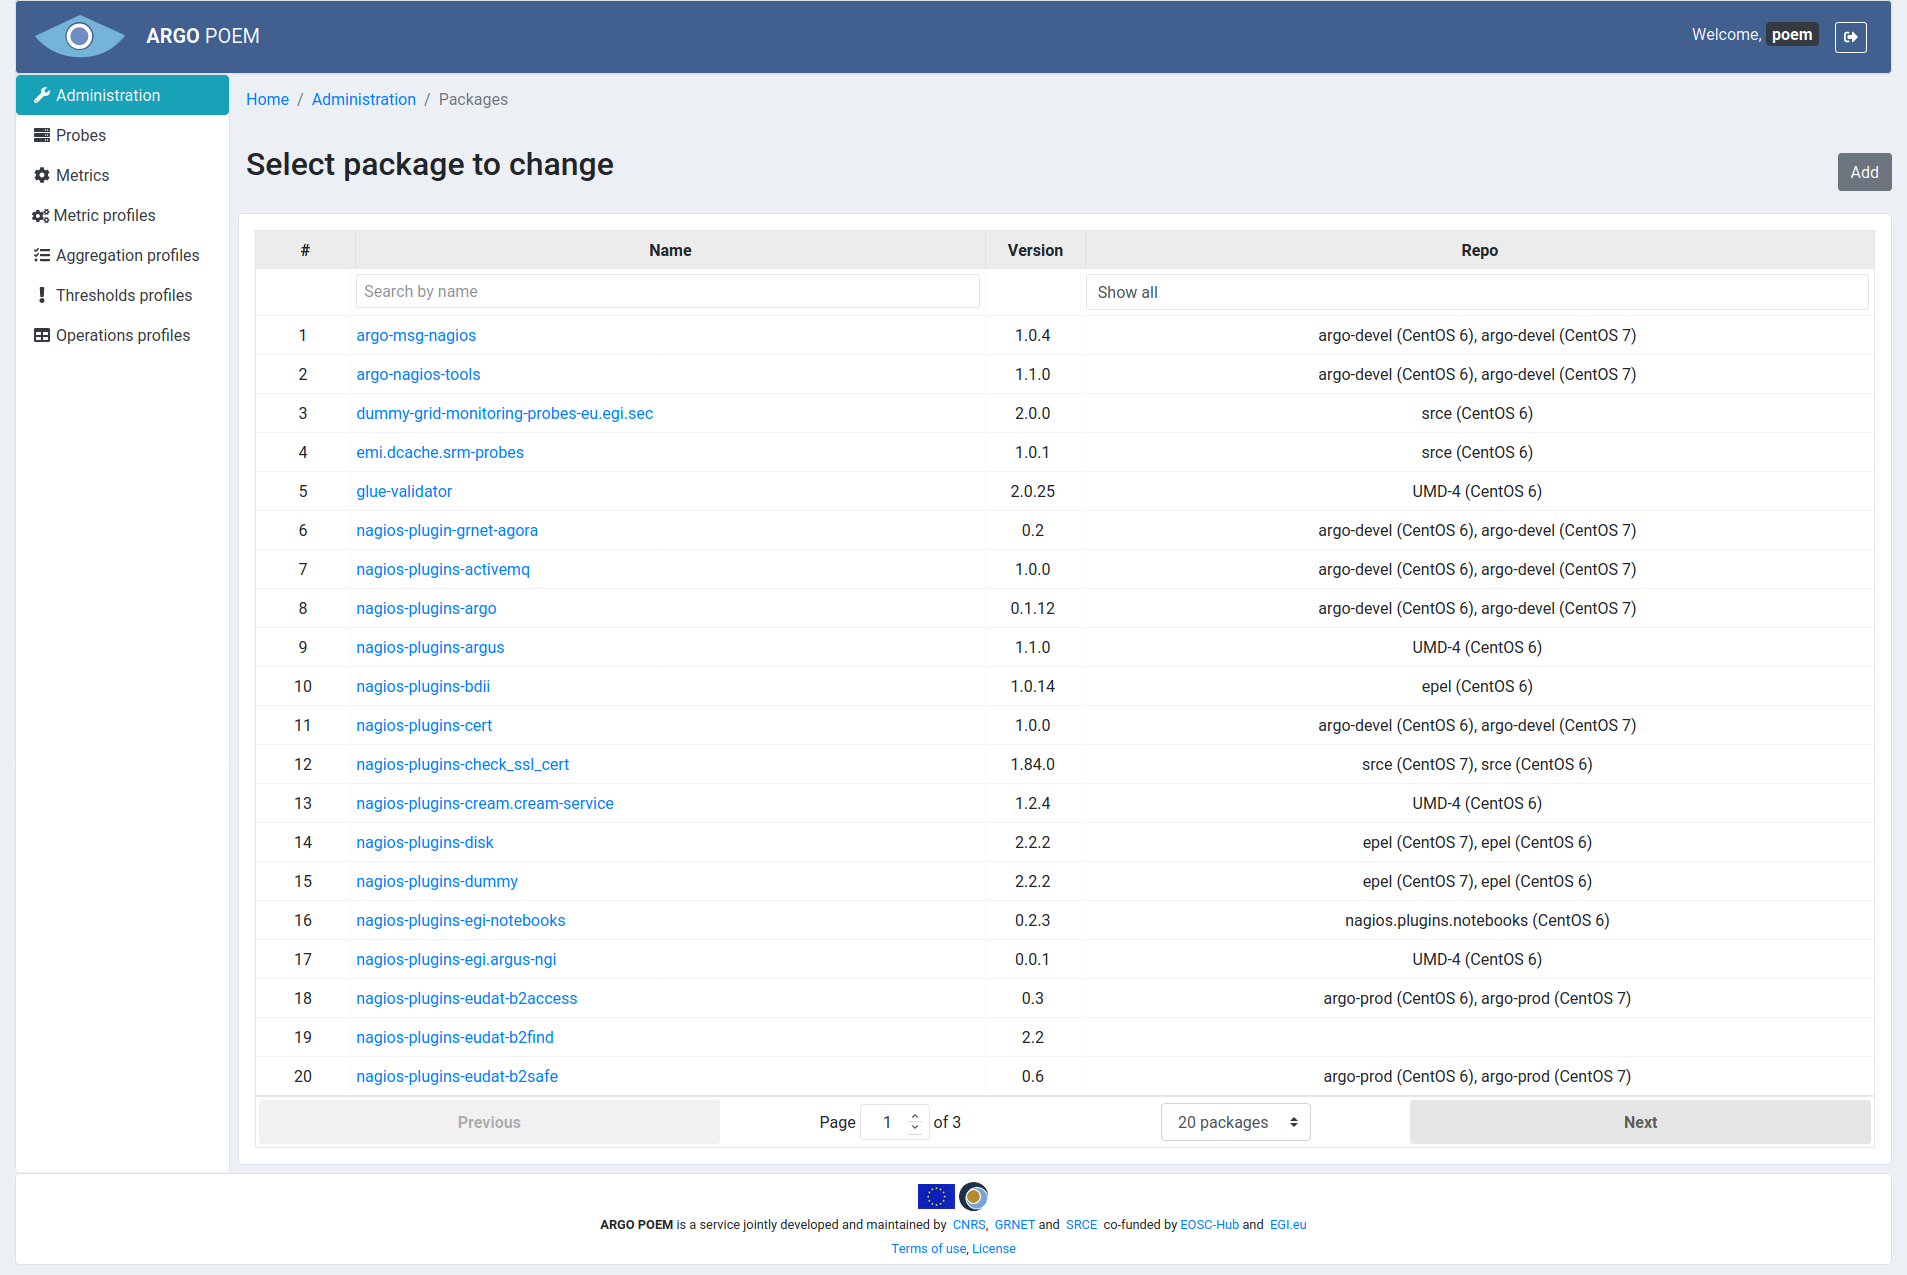 ARGO POEM
Welcome, poem
Administration
Probes
Metrics
Metric profiles
Aggregation profiles
Thresholds profiles
Operations profiles
Home / Administration / Packages
Select package to change
Add
# Name Version Repo
Search by name Show all
1 argo-msg-nagios 1.0.4 argo-devel (CentOS 6), argo-devel (CentOS 7)
2 argo-nagios-tools 1.1.0 argo-devel (CentOS 6), argo-devel (CentOS 7)
3 dummy-grid-monitoring-probes-eu.egi.sec 2.0.0 srce (CentOS 6)
4 emi.dcache.srm-probes 1.0.1 srce (CentOS 6)
5 glue-validator 2.0.25 UMD-4 (CentOS 6)
6 nagios-plugin-grnet-agora 0.2 argo-devel (CentOS 6), argo-devel (CentOS 7)
7 nagios-plugins-activemq 1.0.0 argo-devel (CentOS 6), argo-devel (CentOS 7)
8 nagios-plugins-argo 0.1.12 argo-devel (CentOS 6), argo-devel (CentOS 7)
9 nagios-plugins-argus 1.1.0 UMD-4 (CentOS 6)
10 nagios-plugins-bdii 1.0.14 epel (CentOS 6)
11 nagios-plugins-cert 1.0.0 argo-devel (CentOS 6), argo-devel (CentOS 7)
12 nagios-plugins-check_ssl_cert 1.84.0 srce (CentOS 7), srce (CentOS 6)
13 nagios-plugins-cream.cream-service 1.2.4 UMD-4 (CentOS 6)
14 nagios-plugins-disk 2.2.2 epel (CentOS 7), epel (CentOS 6)
15 nagios-plugins-dummy 2.2.2 epel (CentOS 7), epel (CentOS 6)
16 nagios-plugins-egi-notebooks 0.2.3 nagios.plugins.notebooks (CentOS 6)
17 nagios-plugins-egi.argus-ngi 0.0.1 UMD-4 (CentOS 6)
18 nagios-plugins-eudat-b2access 0.3 argo-prod (CentOS 6), argo-prod (CentOS 7)
19 nagios-plugins-eudat-b2find 2.2
20 nagios-plugins-eudat-b2safe 0.6 argo-prod (CentOS 6), argo-prod (CentOS 7)
Previous Page 1 of 3 20 packages Next
ARGO POEM is a service jointly developed and maintained by CNRS, GRNET and SRCE co-funded by EOSC-Hub and EGI.eu
Terms of use, License